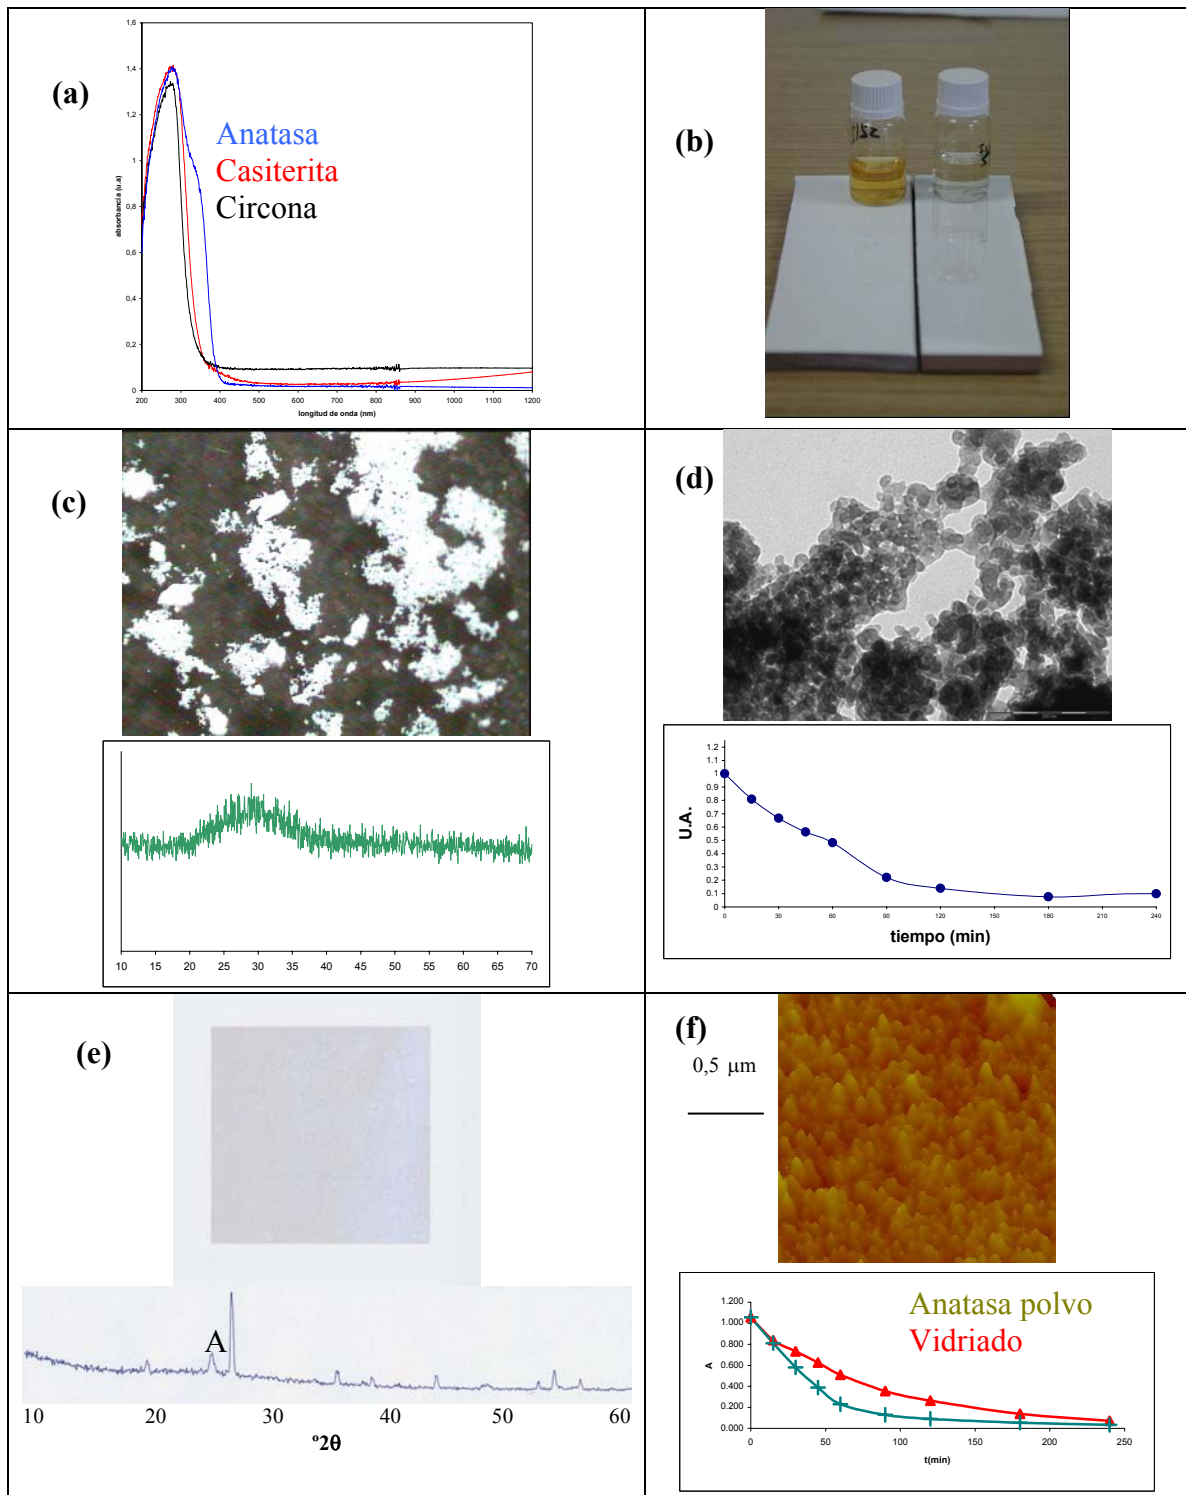 (a)
1,6
1,4
1,2
1
0,8
0,6
0,4
0,2
0
absorbancia (u.a)
Anatasa
Casiterita
Circona
200 300 400 500 600 700 800 900 1000 1100 1200
longitud de onda (nm)
(b)
(c)
10 15 20 25 30 35 40 45 50 55 60 65 70
(d)
U.A.
1.2
1.1
1
0.9
0.8
0.7
0.6
0.5
0.4
0.3
0.2
0.1
0
0 30 60 90 120 150 180 210 240
tiempo (min)
(e)
A
10 20 30 40 50 60
º2θ
(f)
0,5 μm
Anatasa polvo
Vidriado
A
1.200
1.000
0.800
0.600
0.400
0.200
0.000
0 50 100 150 200 250
t(min)